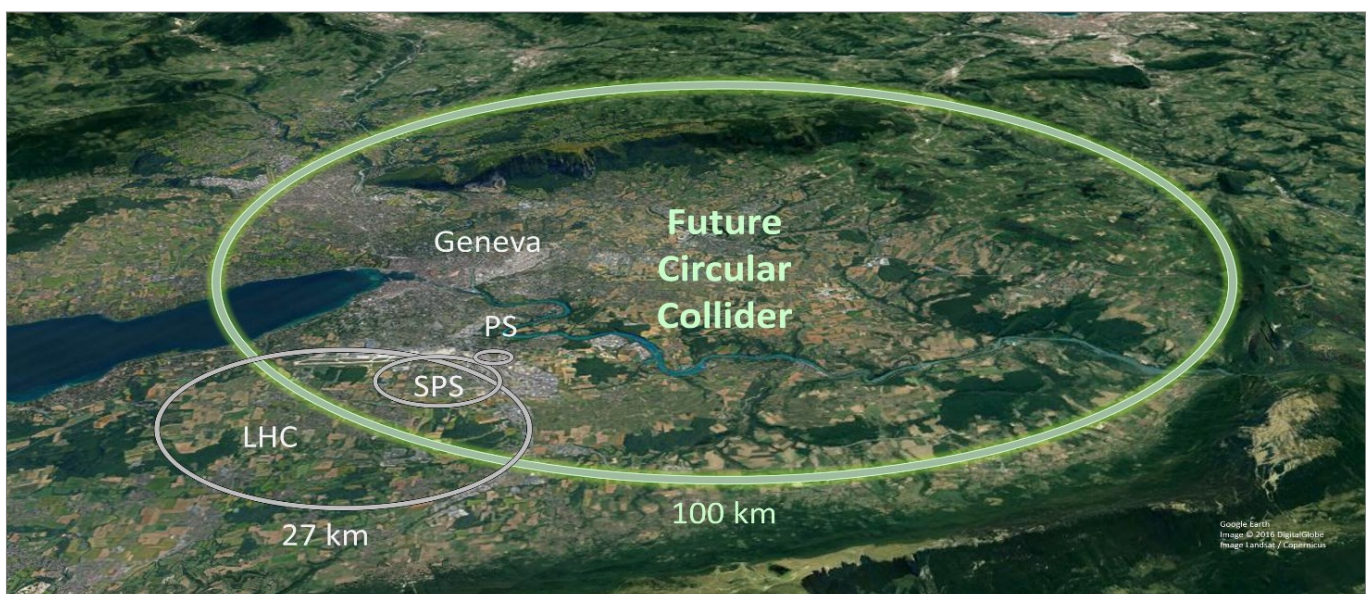 Future
Circular
Collider
Geneva
PS
SPS
LHC
27 km
100 km
Google Earth
Image © 2016 DigitalGlobe
Image Landsat / Copernicus